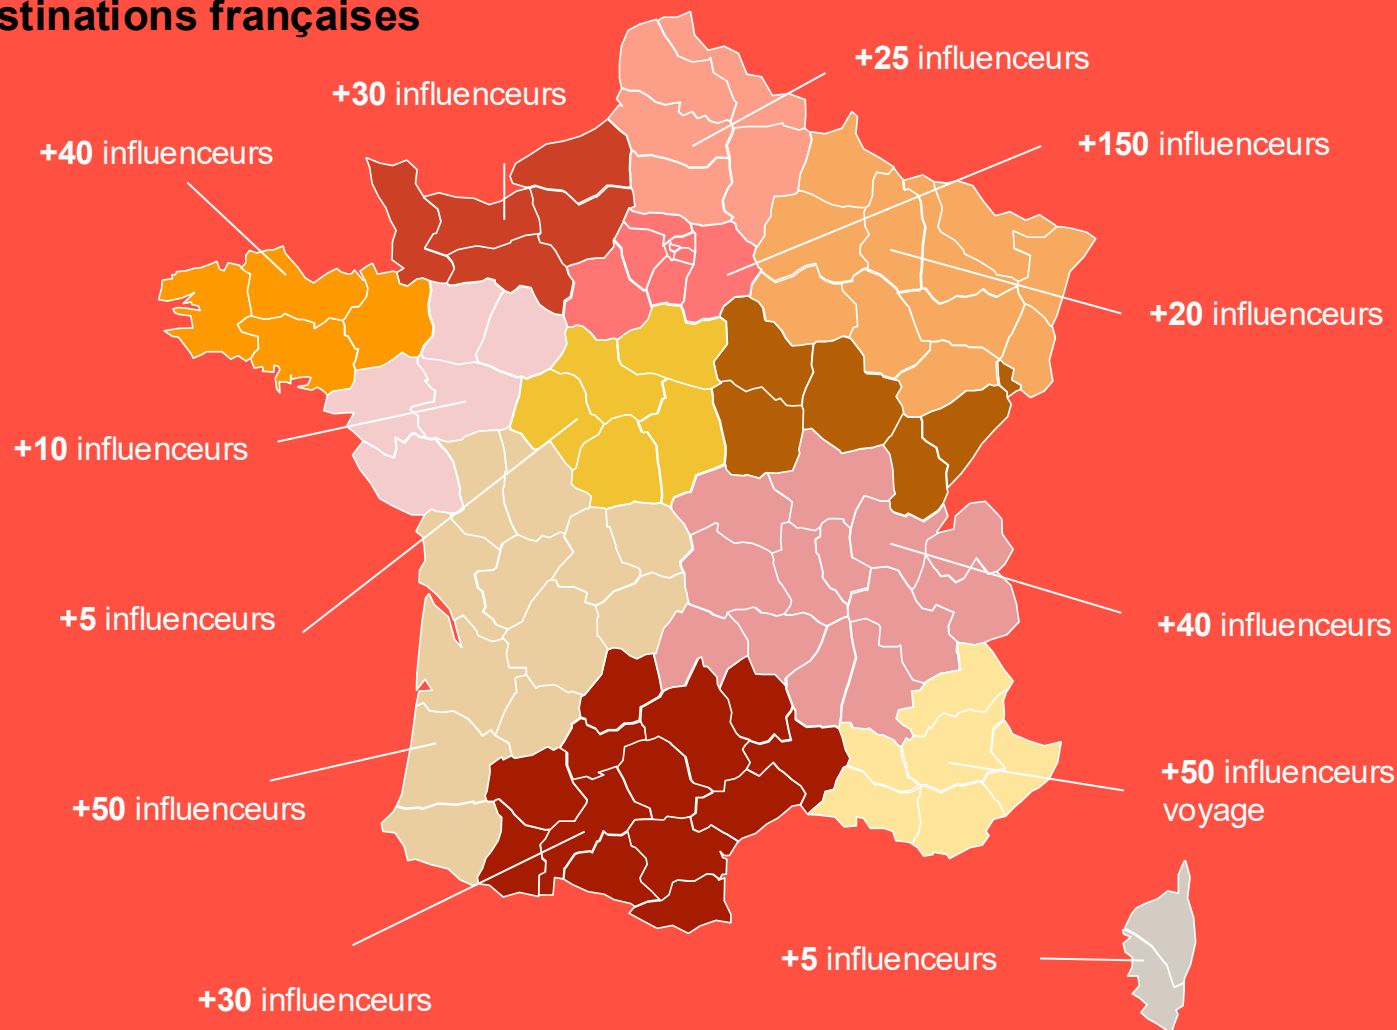 stinations françaises
+25 influenceurs
+30 influenceurs
+150 influenceurs
+40 influenceurs
+20 influenceurs
+10 influenceurs
+5 influenceurs
+40 influenceurs
+50 influenceurs
voyage
+50 influenceurs
+5 influenceurs
+30 influenceurs